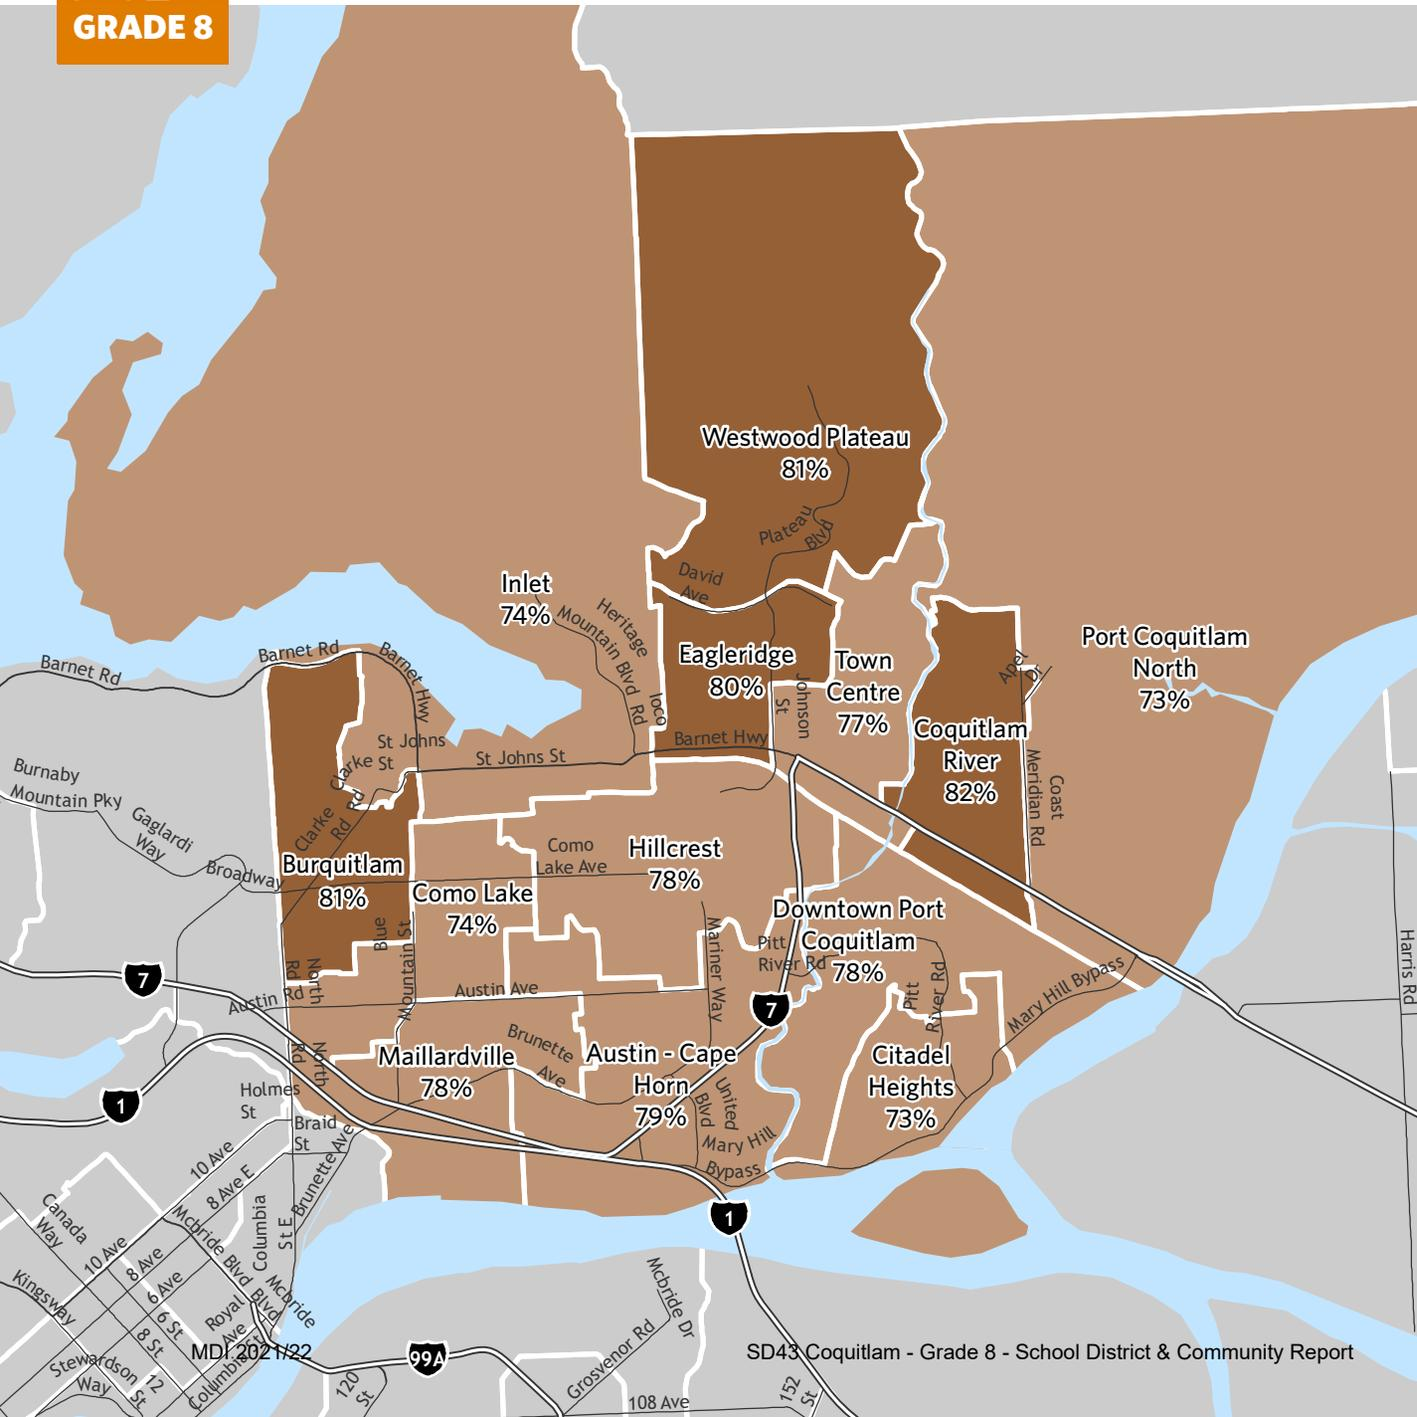 GRADE 8
Westwood Plateau
81%
Plateau
Blvd
David
Ave
Inlet
74%
Heritage
Mountain Blvd
Ioco
Rd
Eagleridge
80%
Town
Centre
77%
Johnson
St
Port Coquitlam
North
73%
Apel
Dr
Coquitlam
River
82%
Coast
Meridian Rd
Barnet Rd
Barnet Rd
Barnet Hwy
Barnet Hwy
St Johns
St
St Johns St
Clarke
Rd
Clarke
Rd
Burnaby
Mountain Pky
Gaglardi
Way
Broadway
Burquitlam
81%
Como
Lake Ave
Hillcrest
78%
Como Lake
74%
Blue
Mountain St
Downtown Port
Coquitlam
78%
Pitt
River Rd
Pitt
River Rd
Mariner Way
Mary Hill Bypass
Harris Rd
7
North
Rd
Austin Rd
Austin Ave
7
Brunette
Ave
North
Rd
Maillardville
78%
Austin - Cape
Horn
79%
Citadel
Heights
73%
1
Holmes
St
Braid
St
United
Blvd
Mary Hill
Bypass
10 Ave
8 Ave E
Brunette Ave
Columbia
St E
Canada
Way
Mcbride Blvd
1
10 Ave
8 Ave
6 Ave
Kingsway
Mcbride
Blvd
Royal
Ave
6 St
8 St
Mcbride Dr
Columbia St
Stewardson
Way
12
St
MDI 2021/22
99A
SD43 Coquitlam - Grade 8 - School District & Community Report
Grosvenor Rd
120
St
152
St
108 Ave